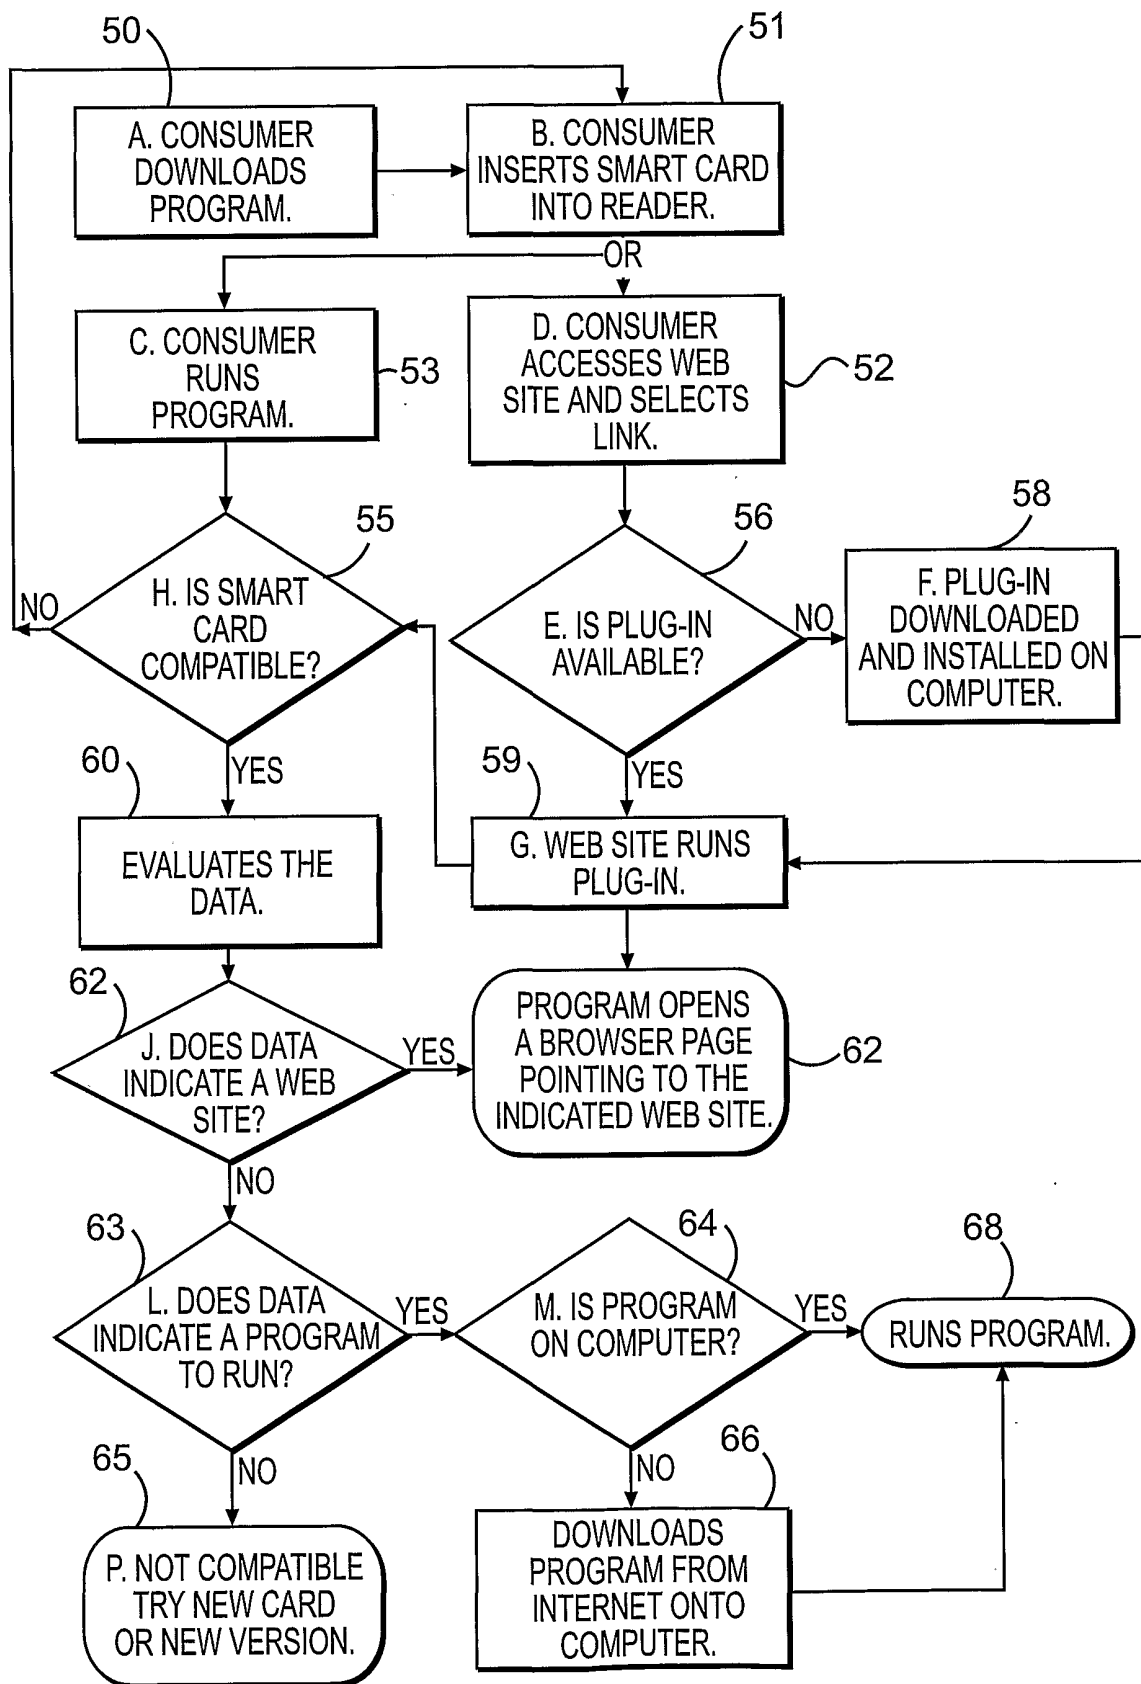 50
51
A. CONSUMER
DOWNLOADS
PROGRAM.
B. CONSUMER
INSERTS SMART CARD
INTO READER.
OR
C. CONSUMER
RUNS
PROGRAM.
53
D. CONSUMER
ACCESSES WEB
SITE AND SELECTS
LINK.
52
55
H. IS SMART
CARD
COMPATIBLE?
NO
YES
56
E. IS PLUG-IN
AVAILABLE?
NO
YES
58
F. PLUG-IN
DOWNLOADED
AND INSTALLED ON
COMPUTER.
60
EVALUATES THE
DATA.
59
G. WEB SITE RUNS
PLUG-IN.
62
J. DOES DATA
INDICATE A WEB
SITE?
YES
NO
PROGRAM OPENS
A BROWSER PAGE
POINTING TO THE
INDICATED WEB SITE.
62
63
L. DOES DATA
INDICATE A PROGRAM
TO RUN?
YES
NO
64
M. IS PROGRAM
ON COMPUTER?
YES
NO
68
RUNS PROGRAM.
65
P. NOT COMPATIBLE
TRY NEW CARD
OR NEW VERSION.
66
DOWNLOADS
PROGRAM FROM
INTERNET ONTO
COMPUTER.